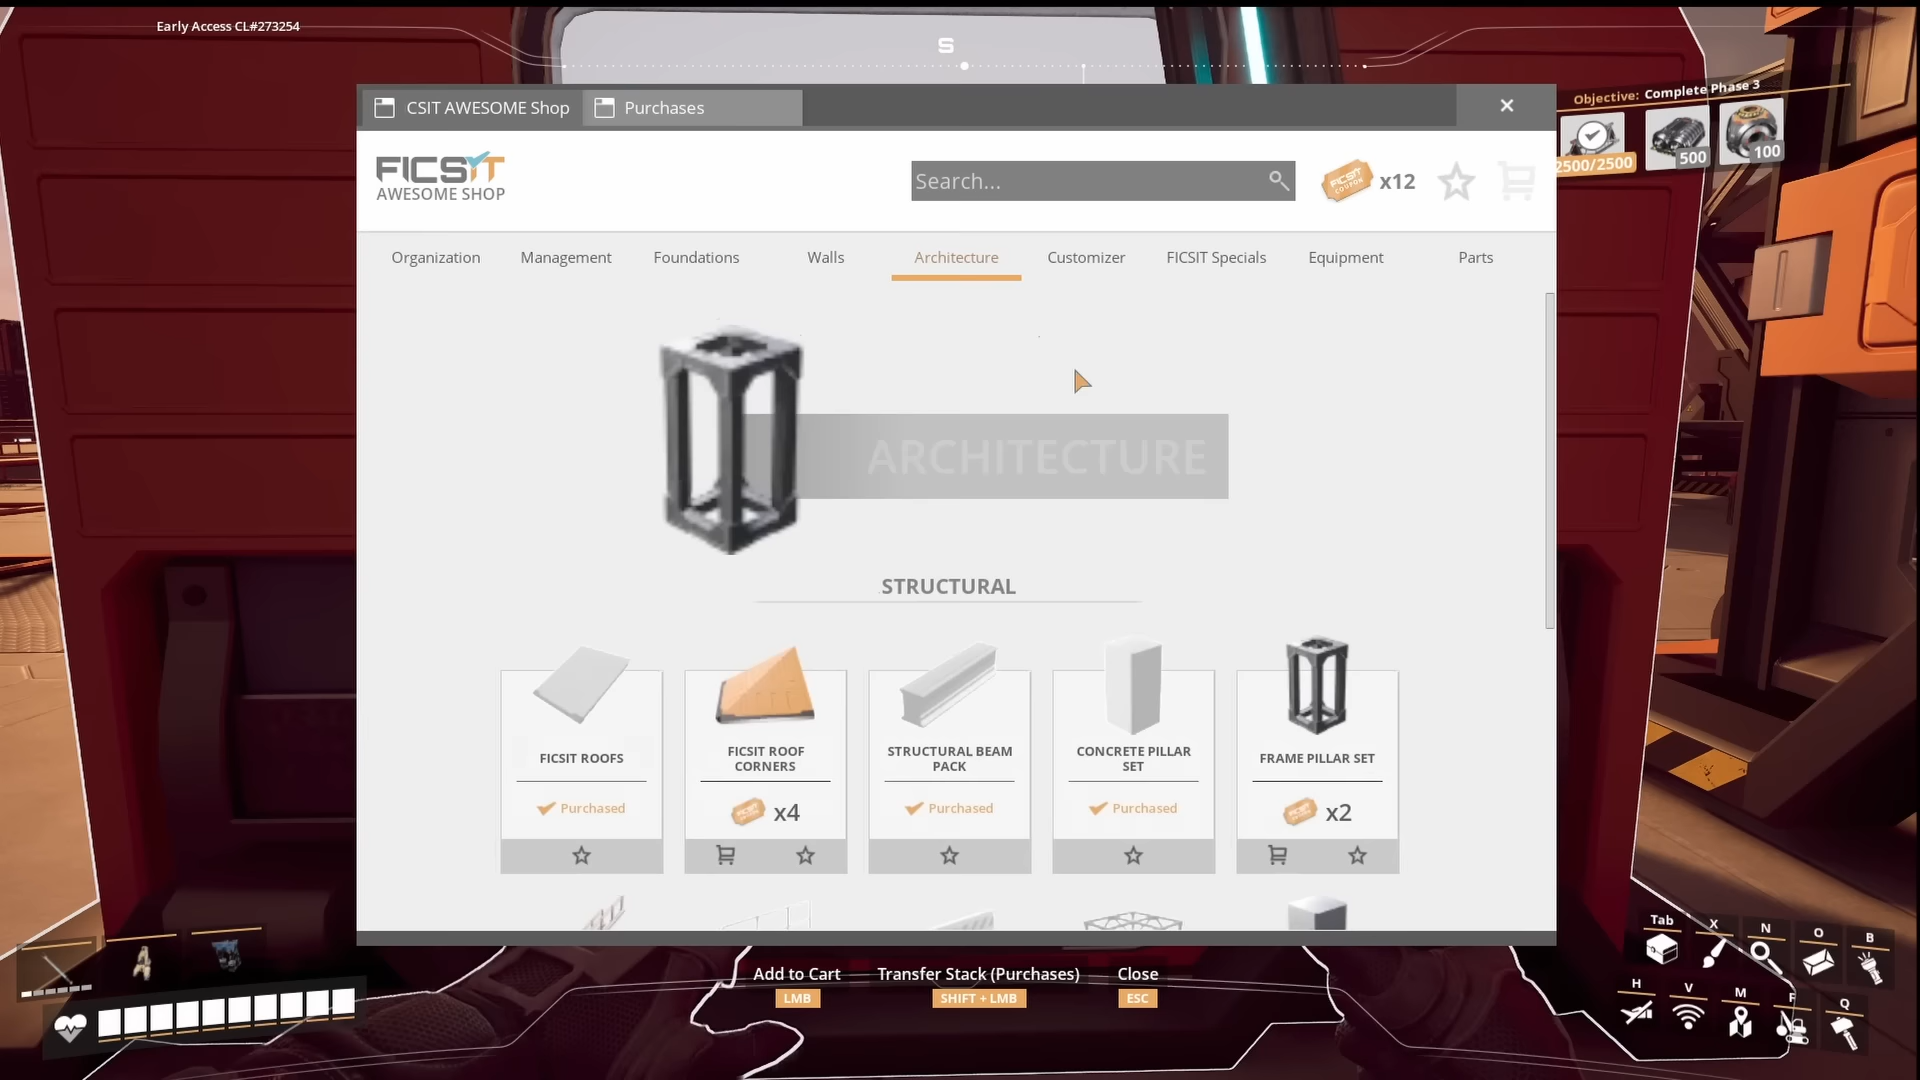 Early Access CL#273254
S
Objective: Complete Phase 3
2500/2500
500
100
CSIT AWESOME Shop
Purchases
FICSIT
AWESOME SHOP
Search...
FICSIT
COUPON
x12
Organization
Management
Foundations
Walls
Architecture
Customizer
FICSIT Specials
Equipment
Parts
ARCHITECTURE
STRUCTURAL
FICSIT ROOFS
Purchased
FICSIT ROOF
CORNERS
x4
STRUCTURAL BEAM
PACK
Purchased
CONCRETE PILLAR
SET
Purchased
FRAME PILLAR SET
x2
Add to Cart
LMB
Transfer Stack (Purchases)
SHIFT + LMB
Close
ESC
Tab
X
N
O
B
H
V
M
F
Q